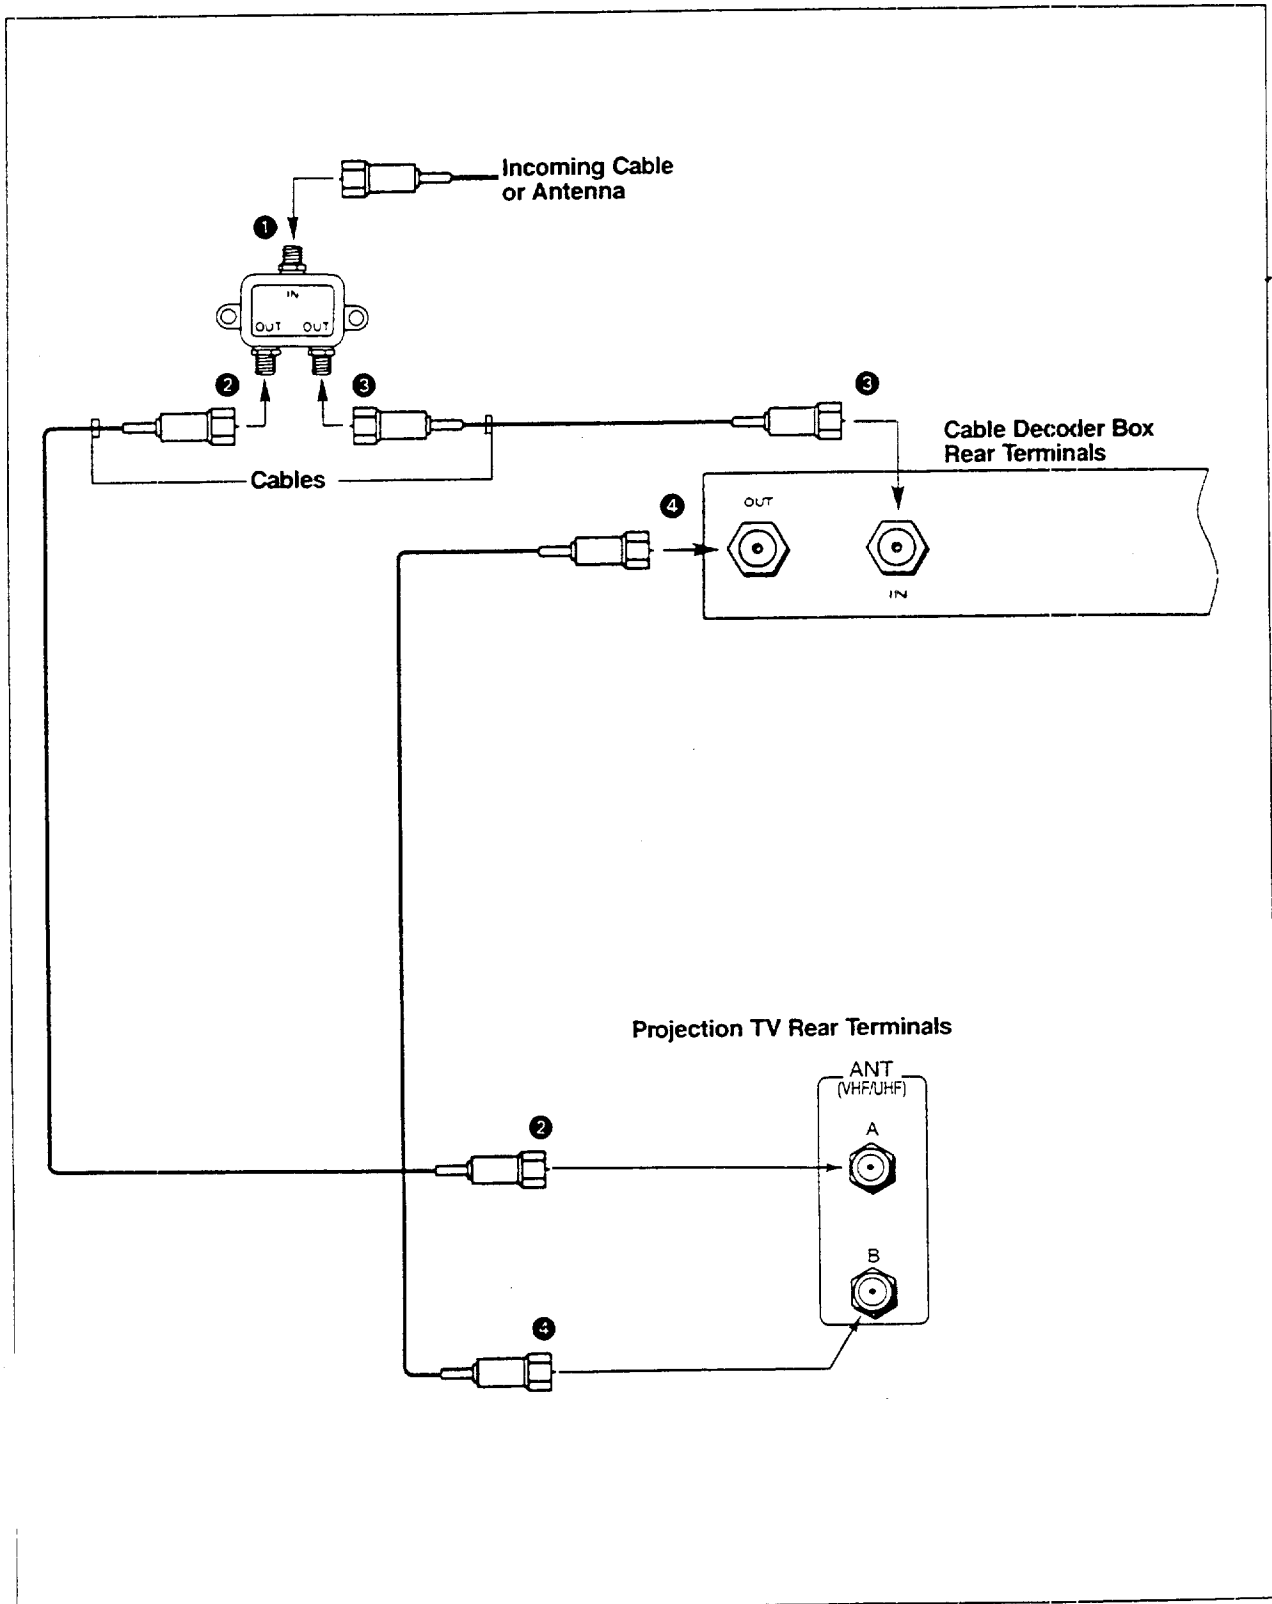 Incoming Cable
or Antenna
1
IN
OUT OUT
2
3
3
Cables
Cable Decoder Box
Rear Terminals
4
OUT
IN
Projection TV Rear Terminals
ANT
(VHF/UHF)
A
2
B
4